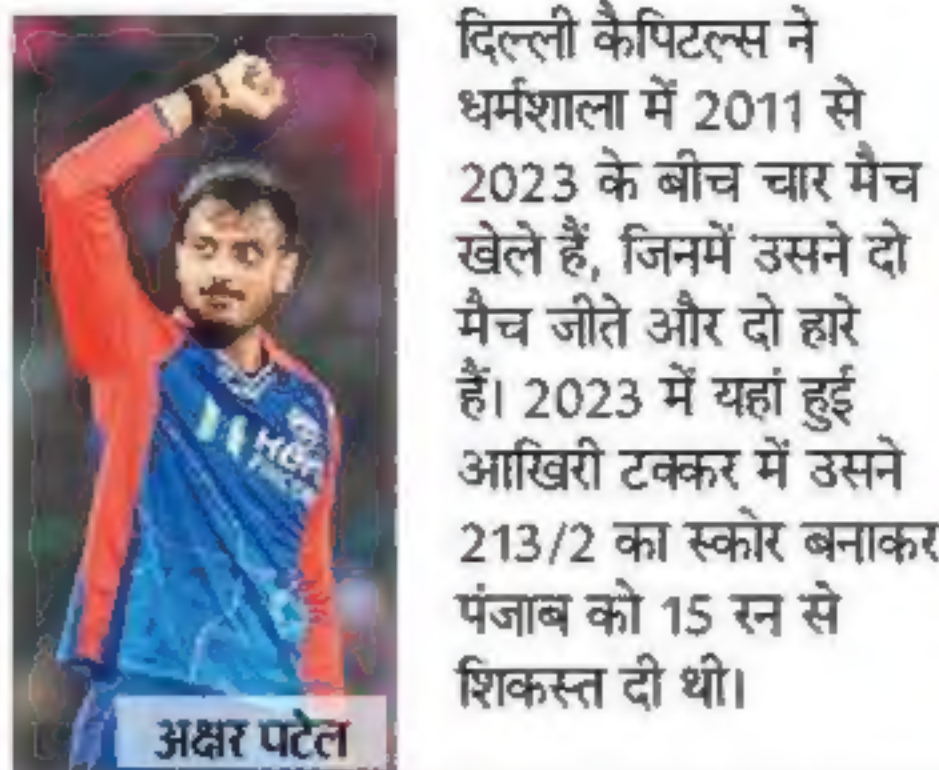 दिल्ली कैपिटल्स ने
धर्मशाला में 2011 से
2023 के बीच चार मैच
खेले हैं, जिनमें उसने दो
मैच जीते और दो हारे
हैं। 2023 में यहां हुई
आखिरी टक्कर में उसने
213/2 का स्कोर बनाकर
पंजाब को 15 रन से
शिकस्त दी थी।
अक्षर पटेल